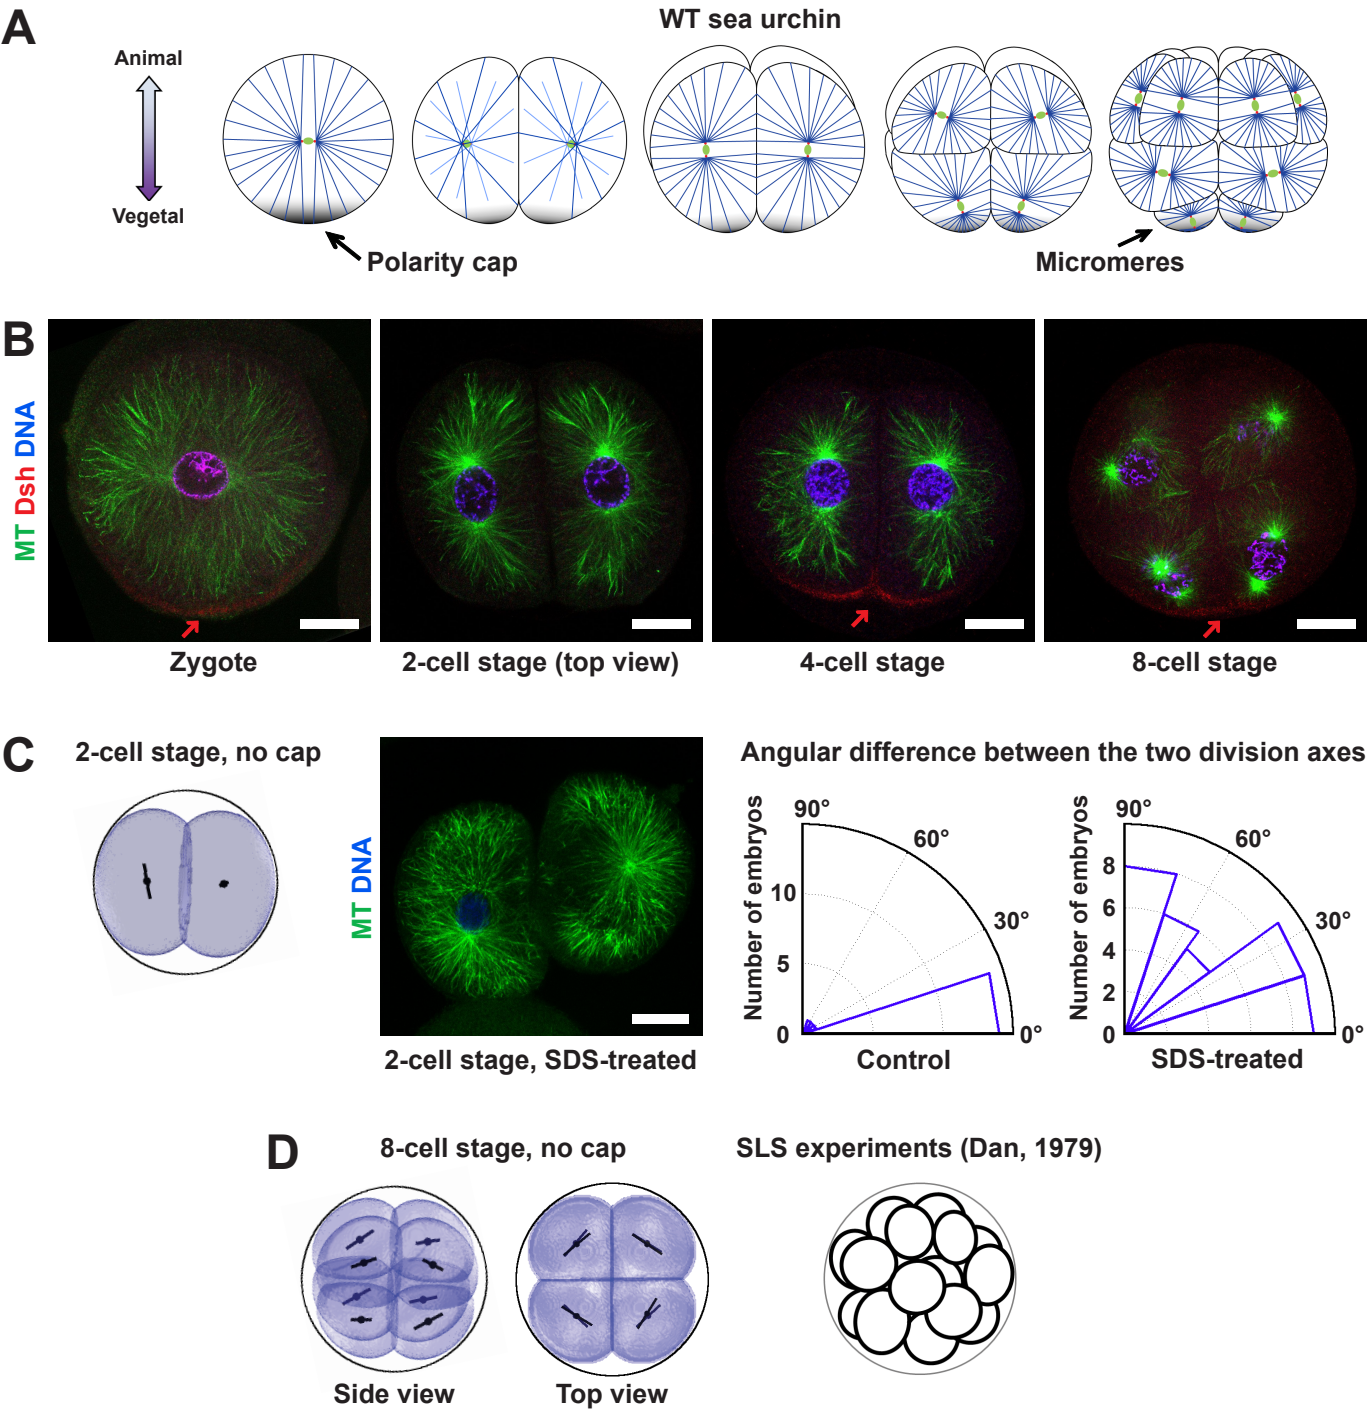 A
WT sea urchin
Animal
Vegetal
Polarity cap
Micromeres
B
MT Dsh DNA
Zygote
2-cell stage (top view)
4-cell stage
8-cell stage
C
2-cell stage, no cap
MT DNA
2-cell stage, SDS-treated
Angular difference between the two division axes
Number of embryos
90°
60°
30°
0°
10
5
0
Control
Number of embryos
90°
60°
30°
0°
8
6
4
2
0
SDS-treated
D
8-cell stage, no cap
Side view
Top view
SLS experiments (Dan, 1979)